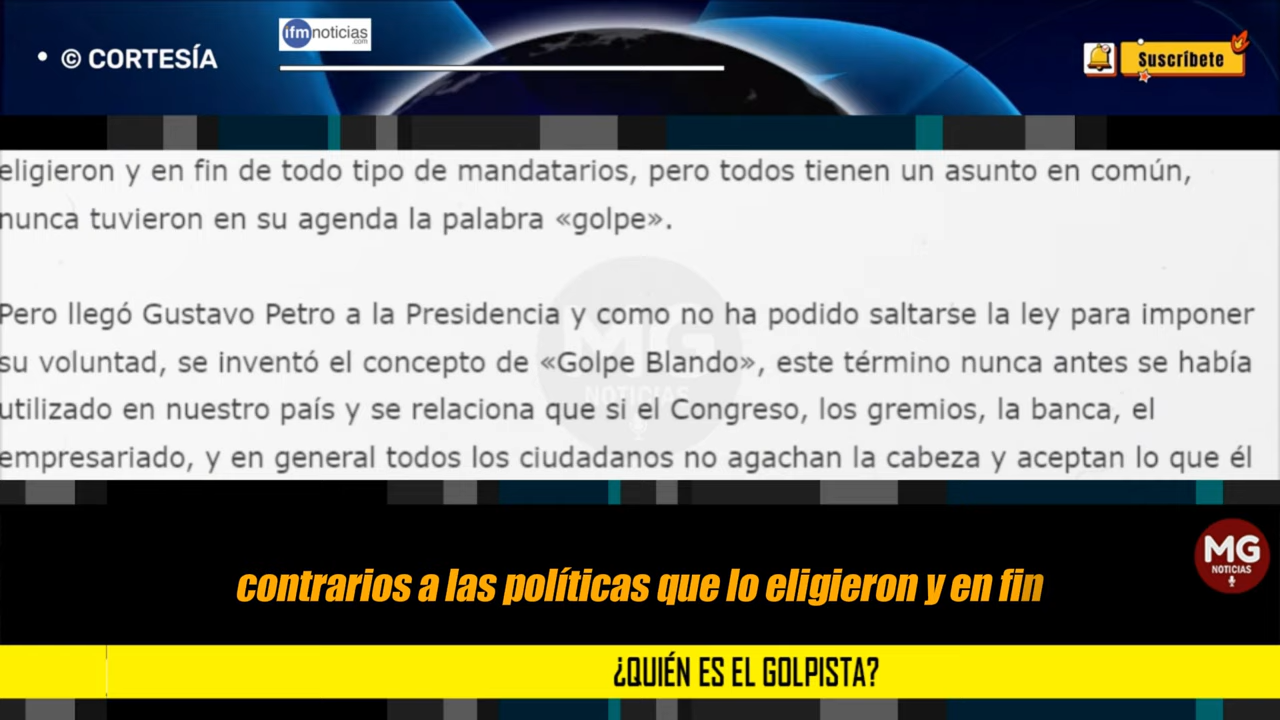 • © CORTESÍA
ifmnoticias
.com
Suscríbete
eligieron y en fin de todo tipo de mandatarios, pero todos tienen un asunto en común,
nunca tuvieron en su agenda la palabra «golpe».
Pero llegó Gustavo Petro a la Presidencia y como no ha podido saltarse la ley para imponer
su voluntad, se inventó el concepto de «Golpe Blando», este término nunca antes se había
utilizado en nuestro país y se relaciona que si el Congreso, los gremios, la banca, el
empresariado, y en general todos los ciudadanos no agachan la cabeza y aceptan lo que él
MG
NOTICIAS
contrarios a las políticas que lo eligieron y en fin
MG
NOTICIAS
¿QUIÉN ES EL GOLPISTA?